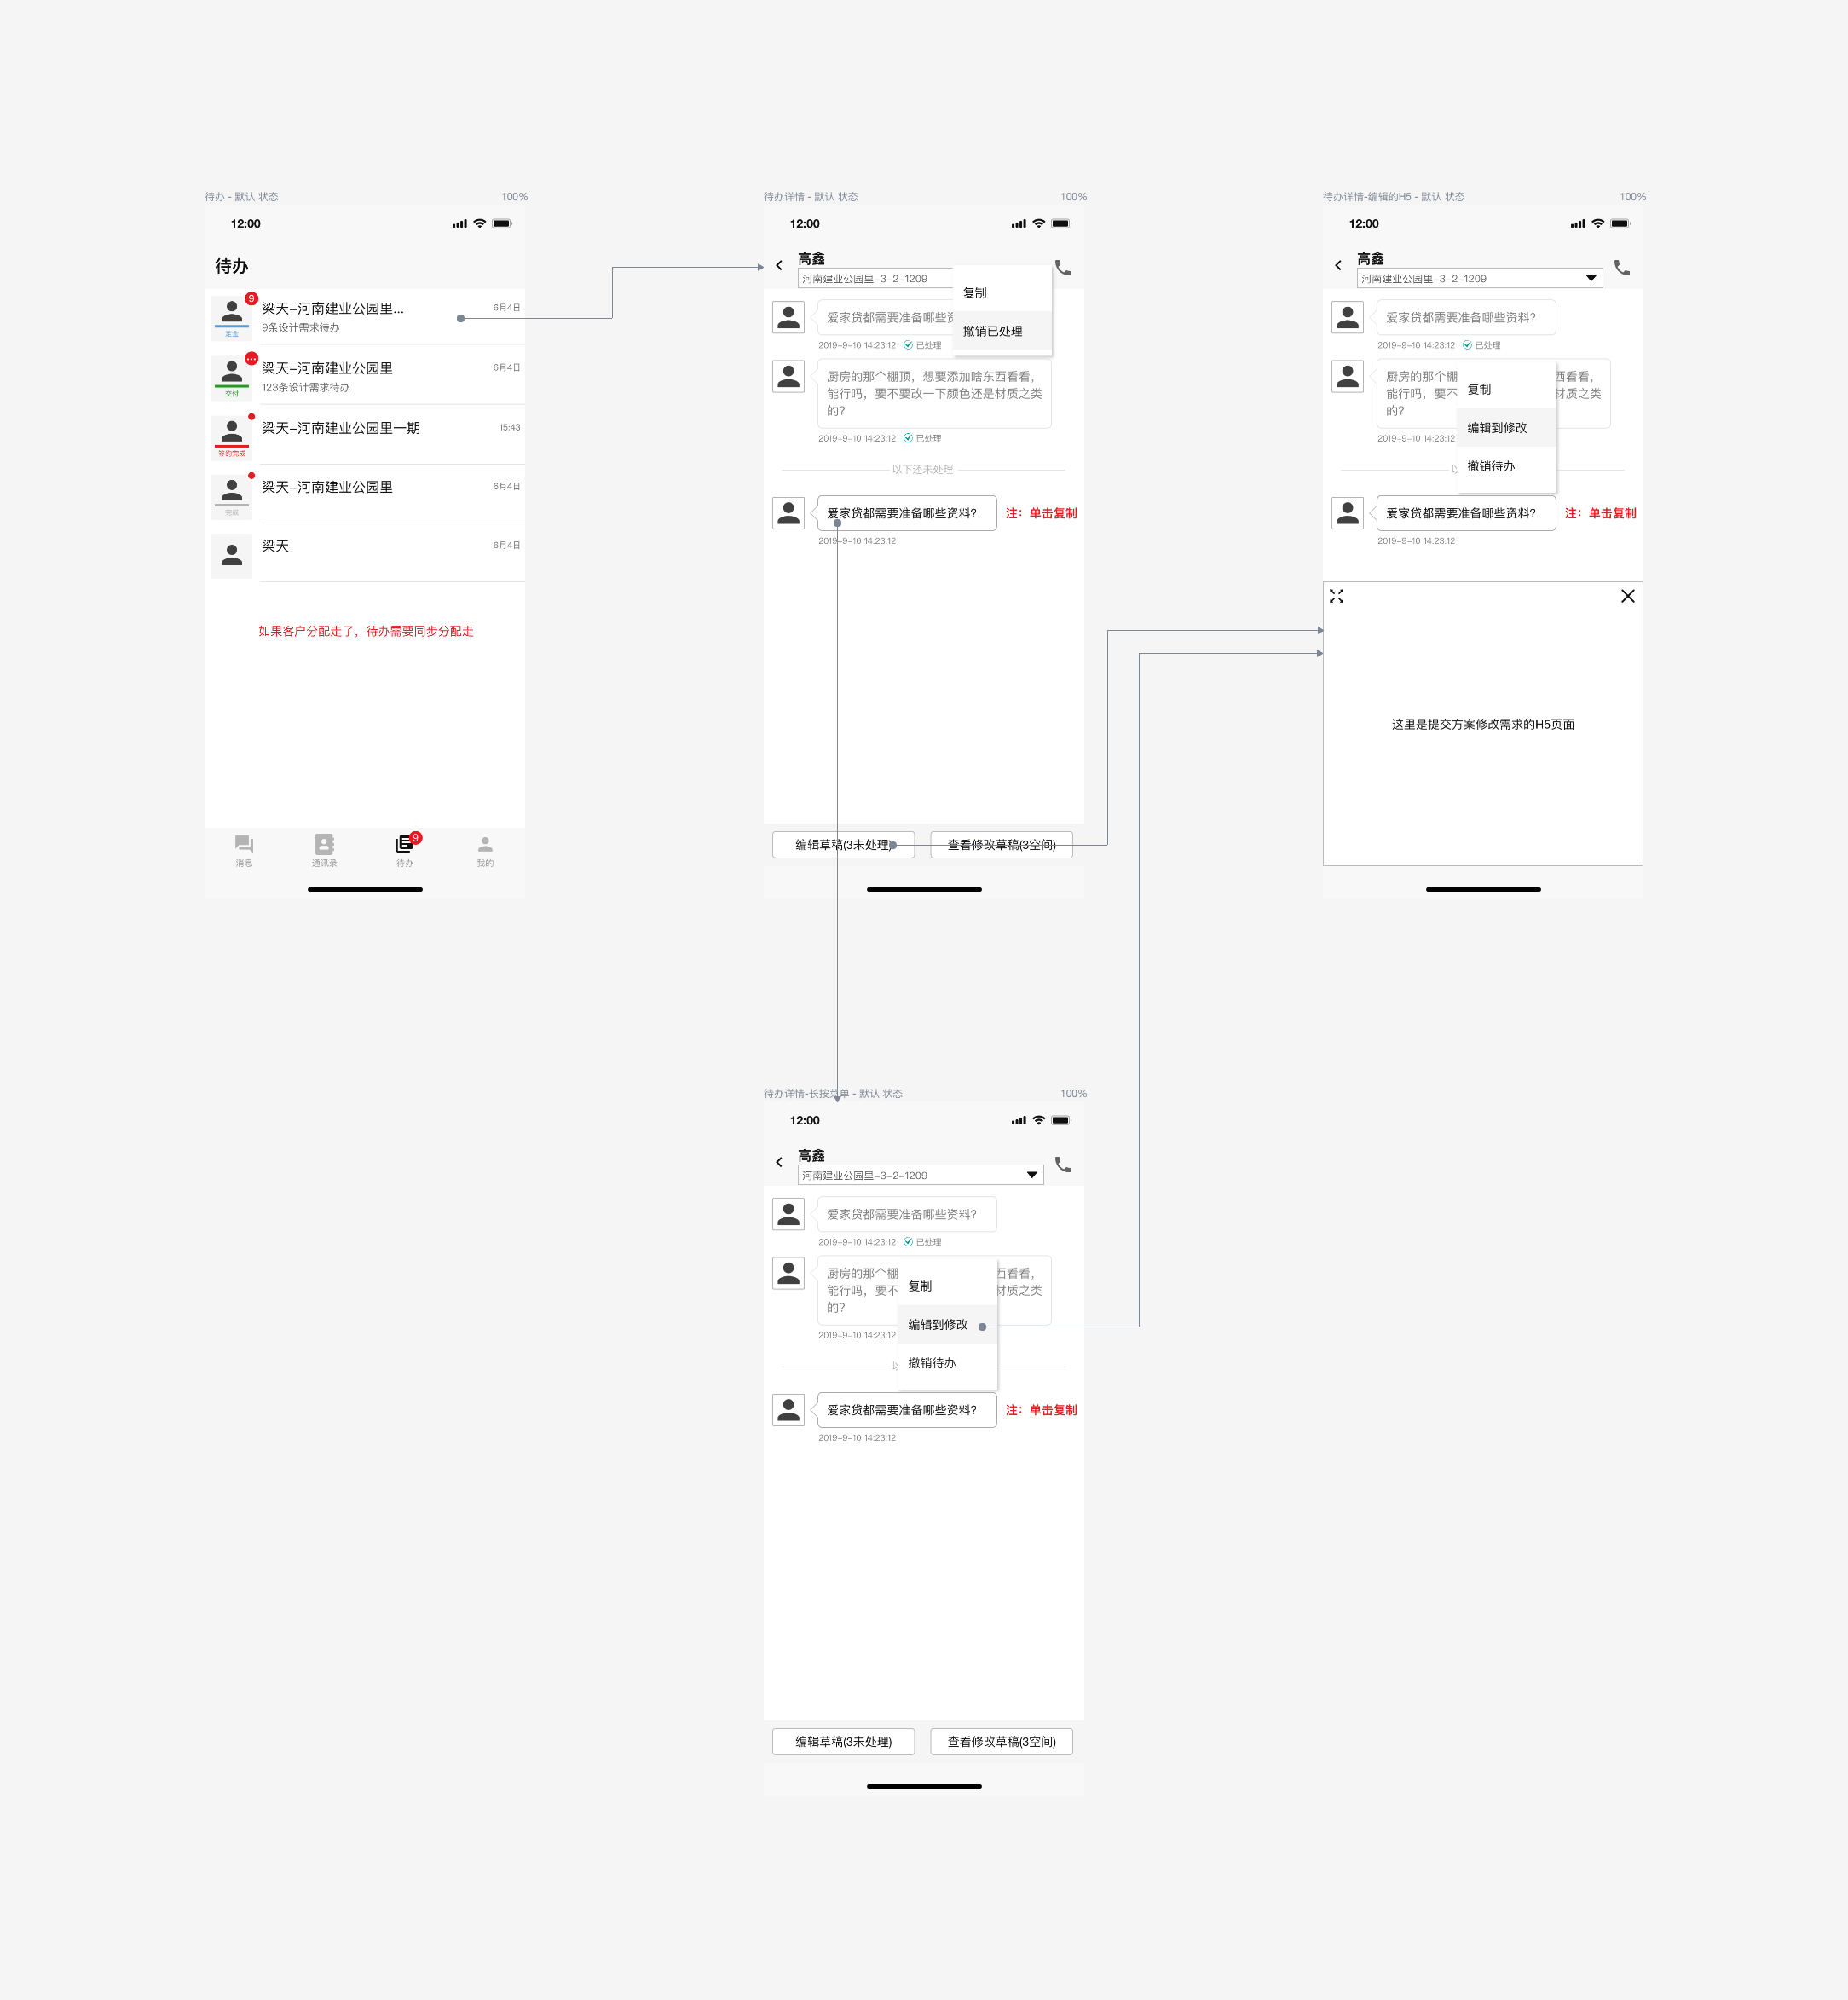 待办 - 默认 状态
100%
12:00
待办
9
梁天-河南建业公园里...
6月4日
9条设计需求待办
定金
梁天-河南建业公园里
6月4日
123条设计需求待办
交付
梁天-河南建业公园里一期
15:43
签约完成
梁天-河南建业公园里
6月4日
完成
梁天
6月4日
如果客户分配走了，待办需要同步分配走
9
消息
通讯录
待办
我的
待办详情 - 默认 状态
100%
12:00
高鑫
河南建业公园里-3-2-1209
复制
撤销已处理
爱家贷都需要准备哪些资
2019-9-10 14:23:12
已处理
厨房的那个棚顶，想要添加啥东西看看，
能行吗，要不要改一下颜色还是材质之类
的？
2019-9-10 14:23:12
已处理
以下还未处理
爱家贷都需要准备哪些资料？
注：单击复制
2019-9-10 14:23:12
编辑草稿(3未处理)
查看修改草稿(3空间)
待办详情-编辑的H5 - 默认 状态
100%
12:00
高鑫
河南建业公园里-3-2-1209
爱家贷都需要准备哪些资料？
2019-9-10 14:23:12
已处理
厨房的那个棚
西看看，
能行吗，要不
材质之类
的？
2019-9-10 14:23:12
复制
编辑到修改
撤销待办
爱家贷都需要准备哪些资料？
注：单击复制
2019-9-10 14:23:12
这里是提交方案修改需求的H5页面
待办详情-长按菜单 - 默认 状态
100%
12:00
高鑫
河南建业公园里-3-2-1209
爱家贷都需要准备哪些资料？
2019-9-10 14:23:12
已处理
厨房的那个棚
西看看，
能行吗，要不
材质之类
的？
2019-9-10 14:23:12
复制
编辑到修改
撤销待办
爱家贷都需要准备哪些资料？
注：单击复制
2019-9-10 14:23:12
编辑草稿(3未处理)
查看修改草稿(3空间)